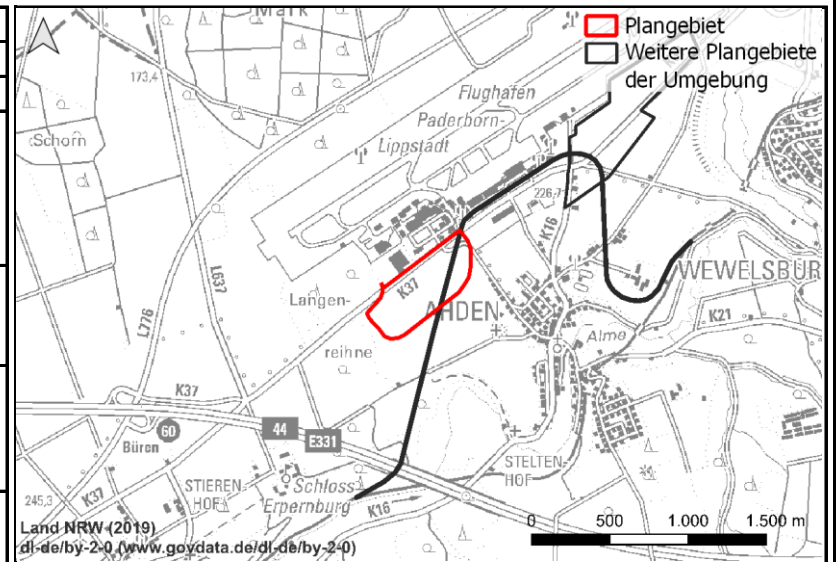 Mark
Plangebiet
Weitere Plangebiete
der Umgebung
173,4
Flughafen
Paderborn-
Lippstadt
Schorn
226,7
K16
L637
L776
K37
Langen-
reihne
AHDEN
WEWELSBUR
K21
Alme
K37
44
E331
60
Büren
STIEREN-
HOF
Schloss
Erpernburg
STELTEN-
HOF
K37
K16
245,3
Land NRW (2019)
dl-de/by-2-0 (www.govdata.de/dl-de/by-2-0)
0 500 1.000 1.500 m